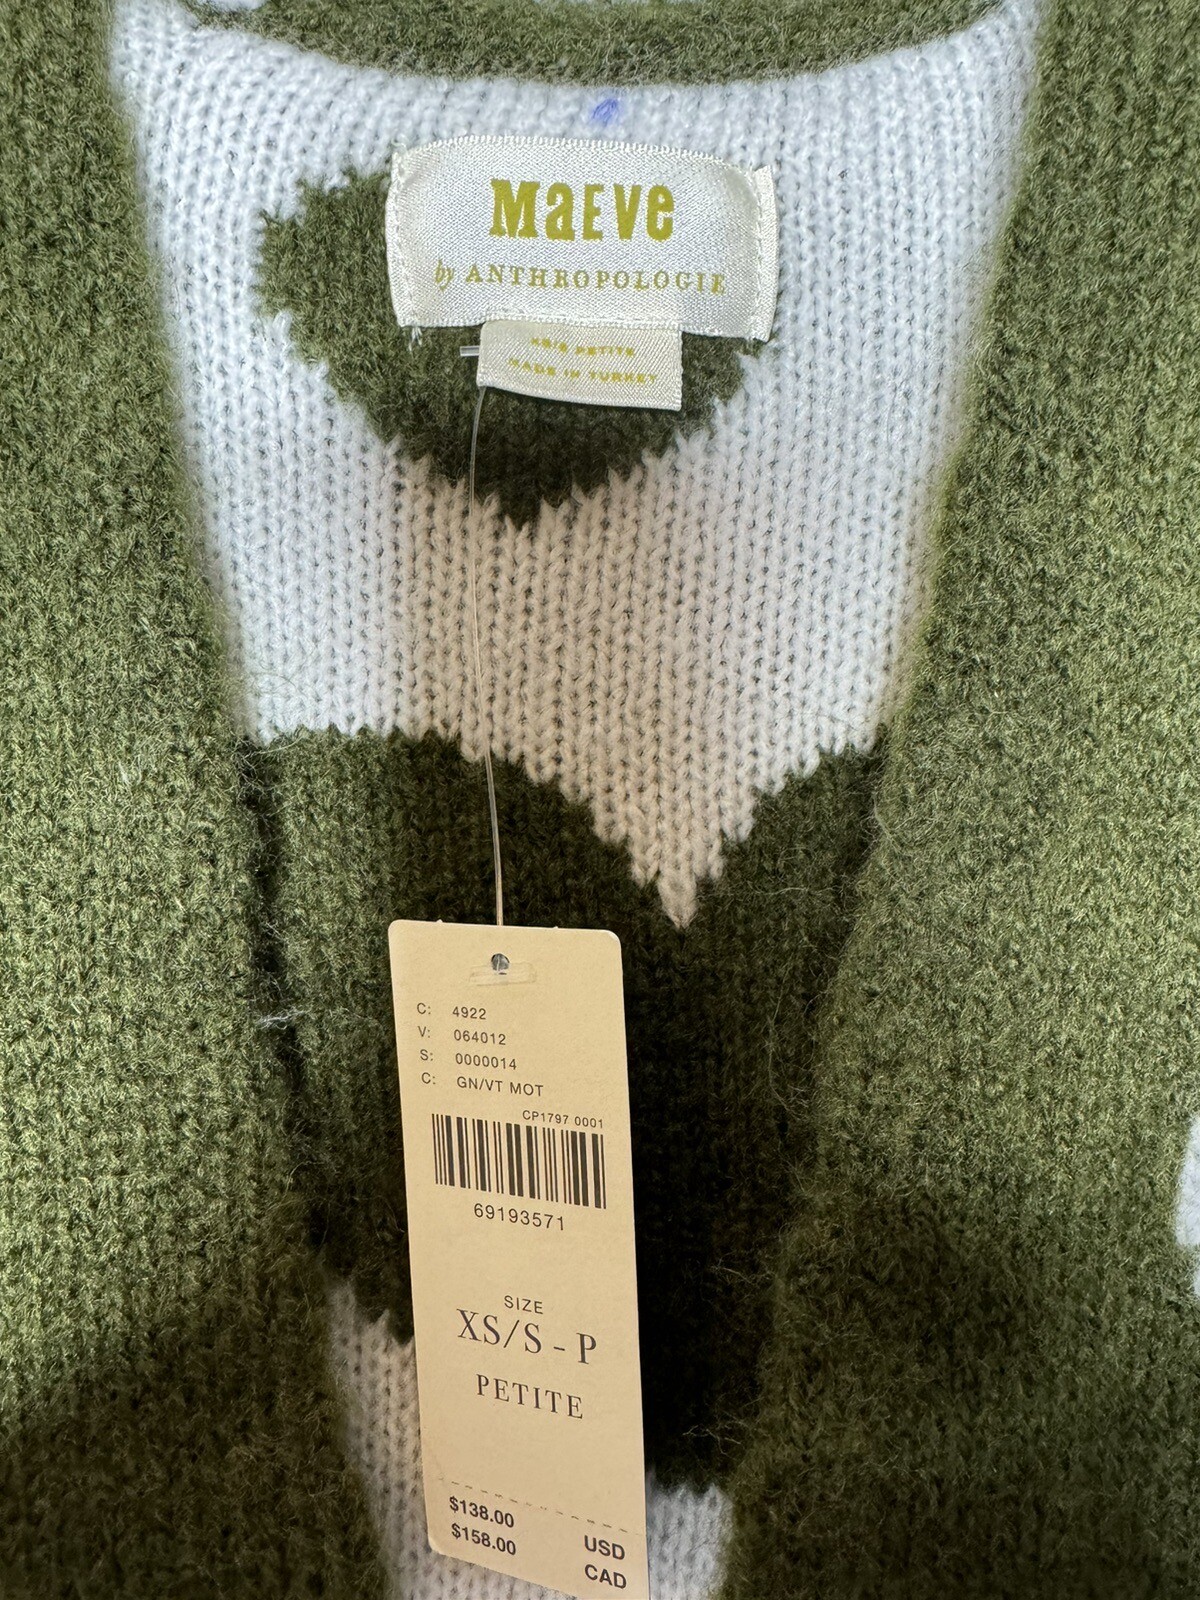 MaEVe
by ANTHROPOLOGIE
XS/S PETITE
MADE IN TURKEY
C: 4922
V: 064012
S: 0000014
C: GN/VT MOT
CP1797 0001
69193571
SIZE
XS/S - P
PETITE
$138.00 USD
$158.00 CAD